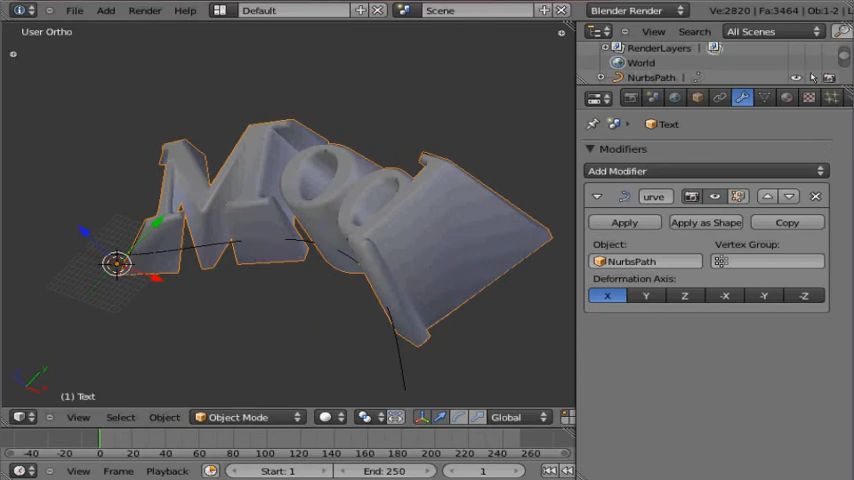 File Add Render Help Default Scene Blender Render Ve:2820 | Fa:3464 | Ob:1-2 | L
User Ortho
View Search All Scenes
RenderLayers
World
NurbsPath
Text
Modifiers
Add Modifier
urve
Apply Apply as Shape Copy
Object: Vertex Group:
NurbsPath
Deformation Axis:
X Y Z -X -Y -Z
Moo
(1) Text
View Select Object Object Mode Global
-40 -20 0 20 40 60 80 100 120 140 160 180 200 220 240 260
View Frame Playback Start: 1 End: 250 1